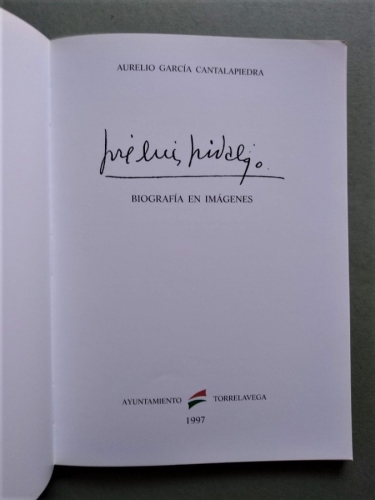 AURELIO GARCÍA CANTALAPIEDRA
José Luis Hidalgo.
BIOGRAFÍA EN IMÁGENES
AYUNTAMIENTO TORRELAVEGA
1997